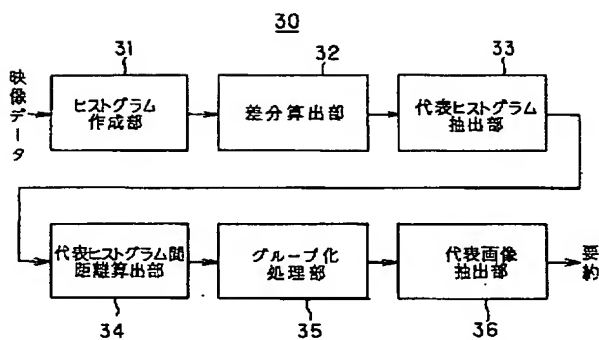 30
31
32
33
映像データ
ヒストグラム
作成部
差分算出部
代表ヒストグラム
抽出部
代表ヒストグラム間
距離算出部
グループ化
処理部
代表画像
抽出部
要約
34
35
36